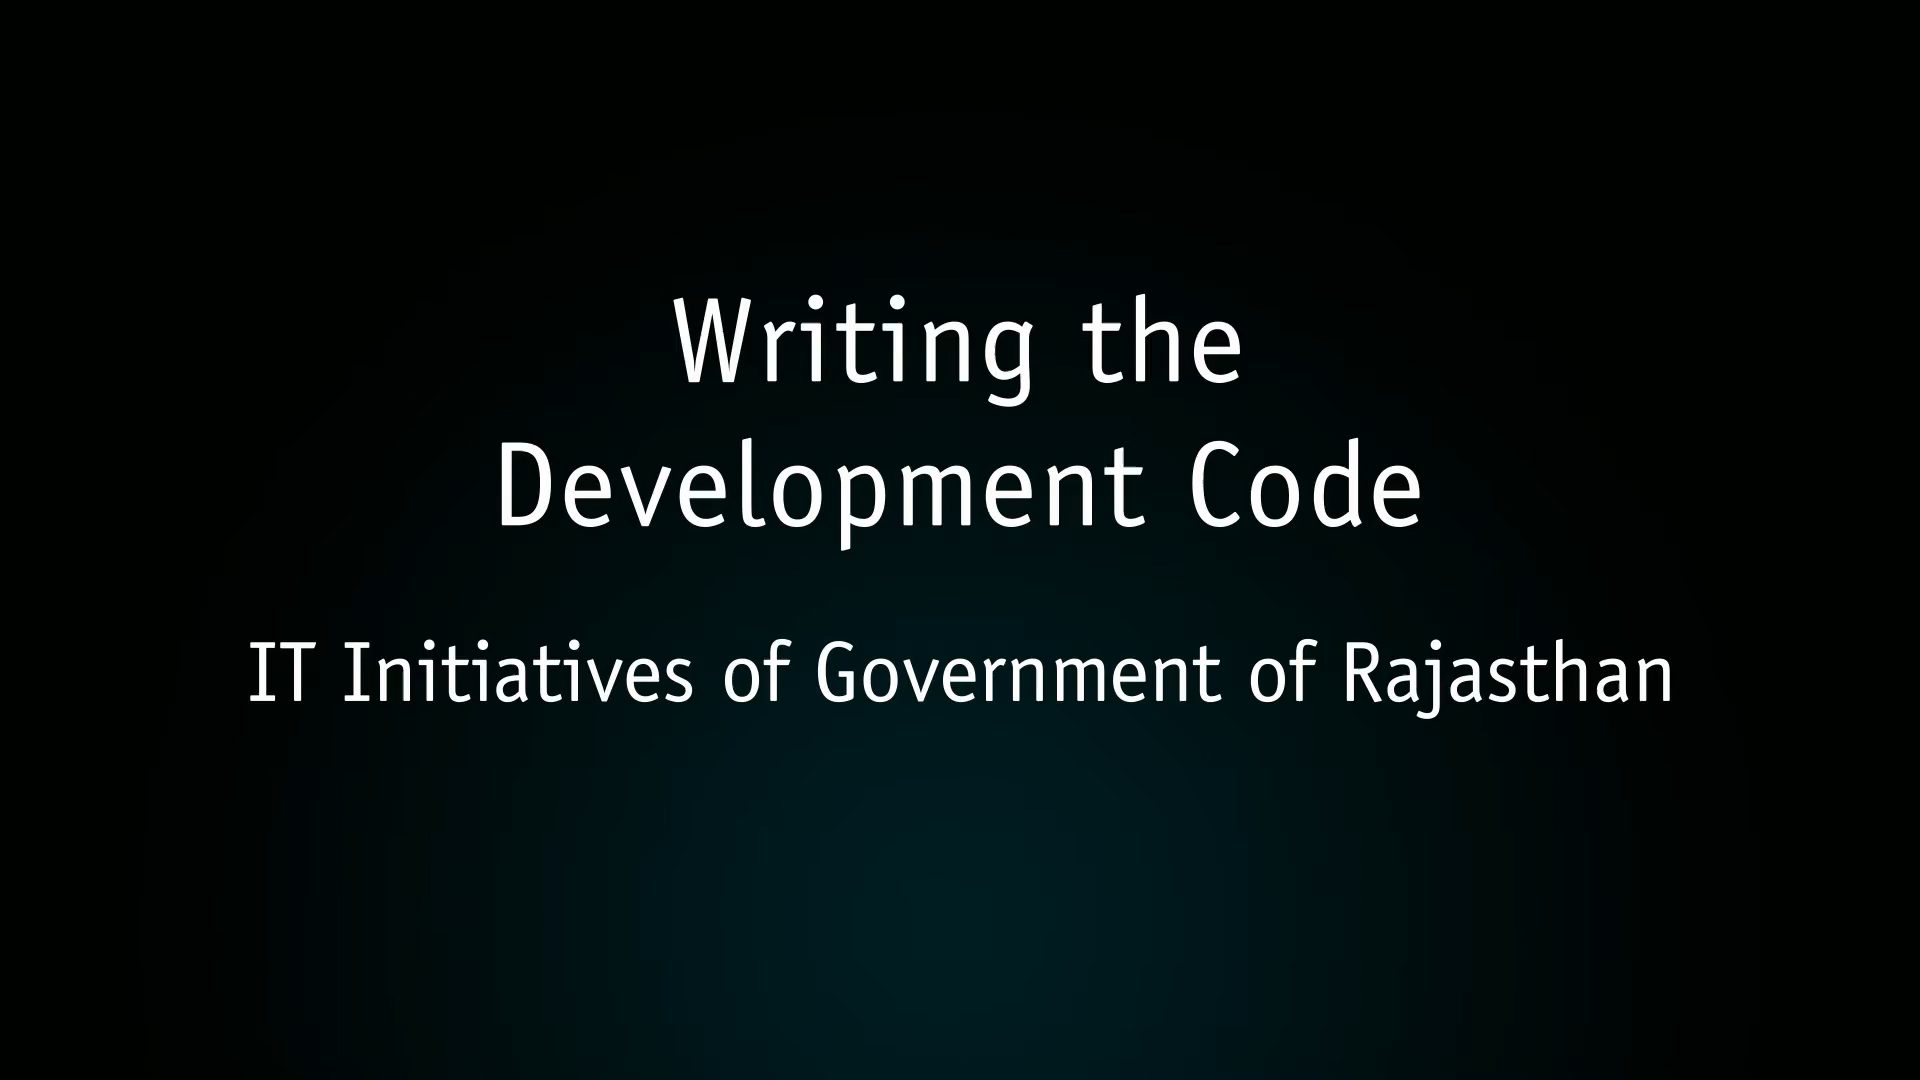 Writing the
Development Code
IT Initiatives of Government of Rajasthan